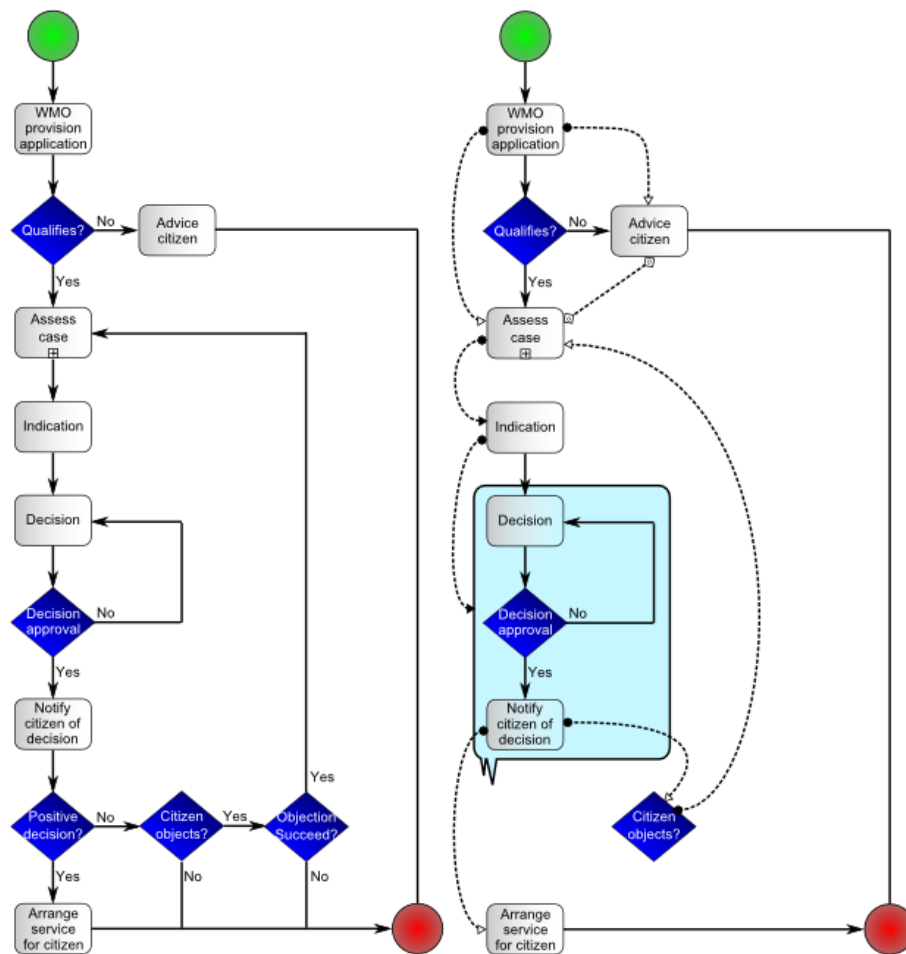 WMO
provision
application
Qualifies?
No
Advice
citizen
Yes
Assess
case
Indication
Decision
Decision
approval
No
Yes
Notify
citizen of
decision
Yes
Positive
decision?
No
Citizen
objects?
Yes
Objection
Succeed?
Yes
No
No
Arrange
service
for citizen
WMO
provision
application
Qualifies?
No
Advice
citizen
Yes
Assess
case
Indication
Decision
Decision
approval
No
Yes
Notify
citizen of
decision
Citizen
objects?
Arrange
service
for citizen